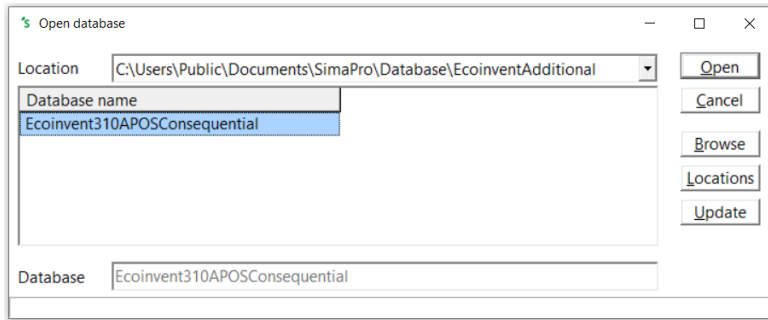 Open database
Location C:\Users\Public\Documents\SimaPro\Database\EcoinventAdditional Open
Database name Cancel
Ecoinvent310APOSConsequential
Browse
Locations
Update
Database Ecoinvent310APOSConsequential